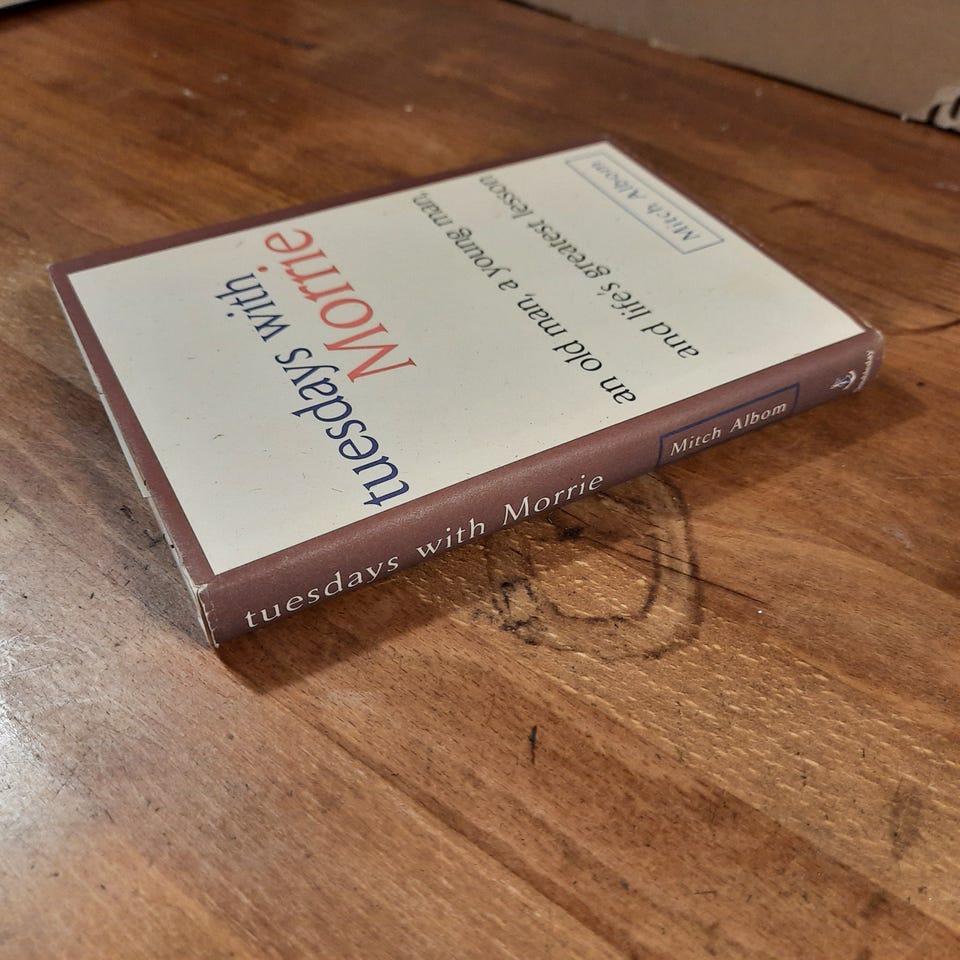 tuesdays with
Morrie
an old man, a young man,
and life's greatest lesson
Mitch Albom
tuesdays with Morrie
Mitch Albom
Doubleday